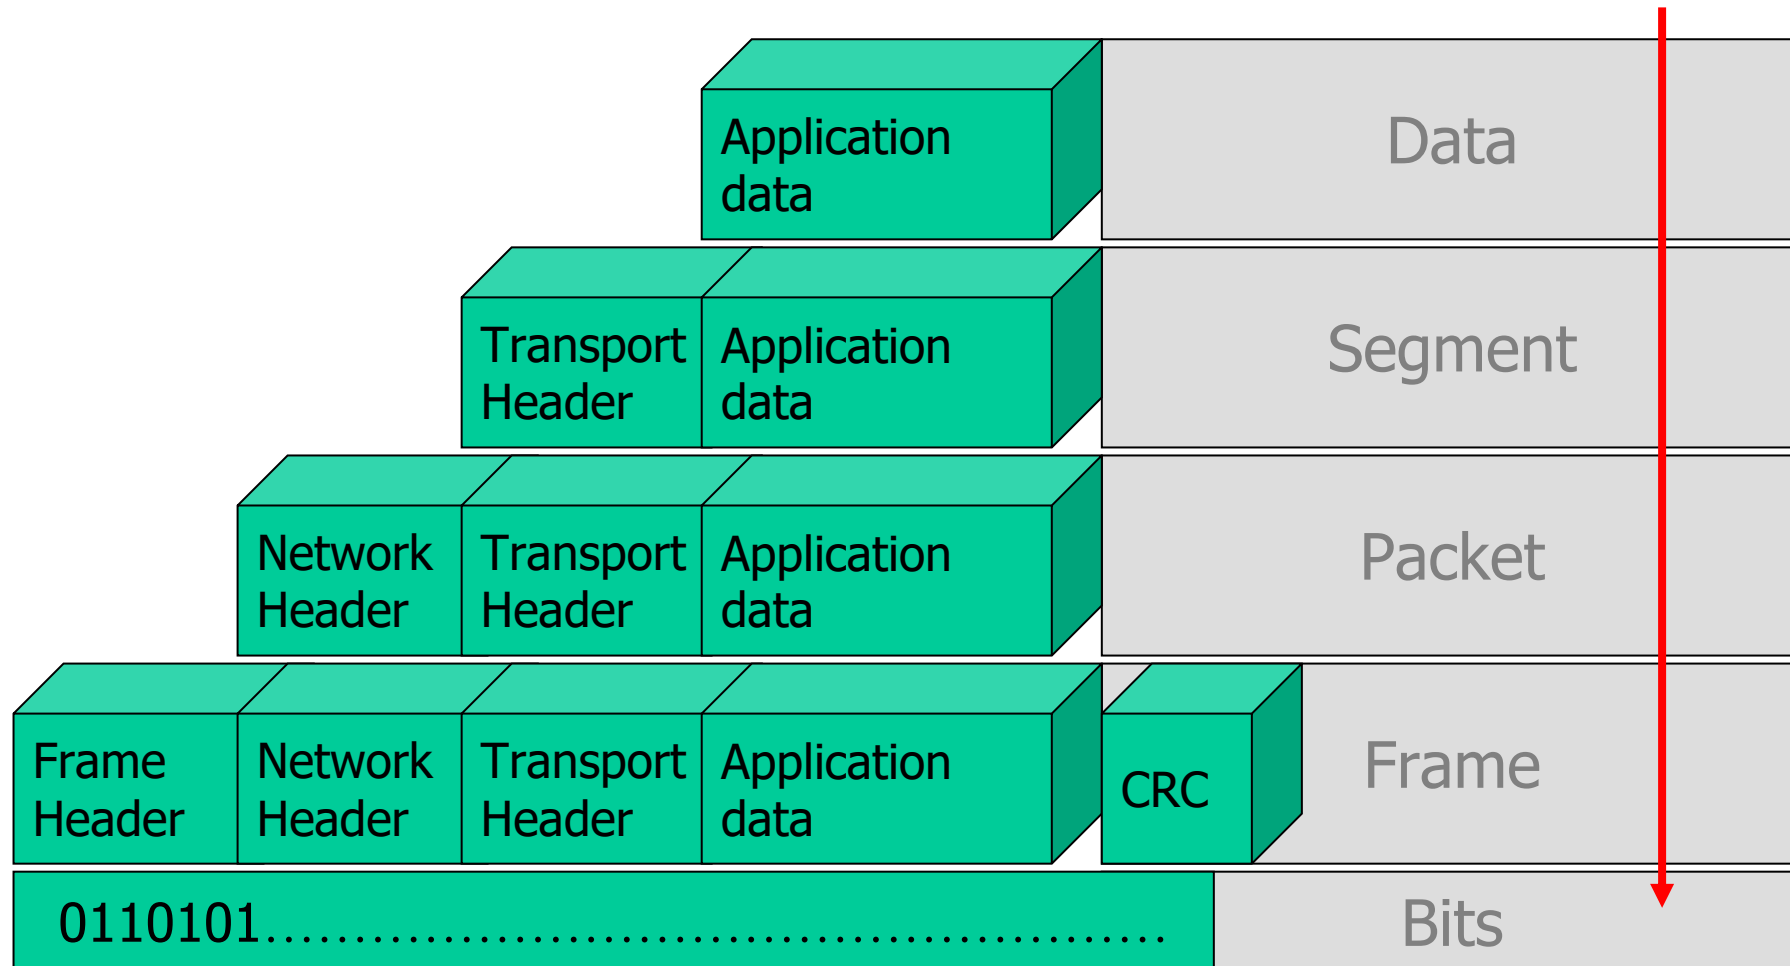 Application
data
Data
Transport
Header
Application
data
Segment
Network
Header
Transport
Header
Application
data
Packet
Frame
Header
Network
Header
Transport
Header
Application
data
CRC
Frame
0110101.........................................
Bits